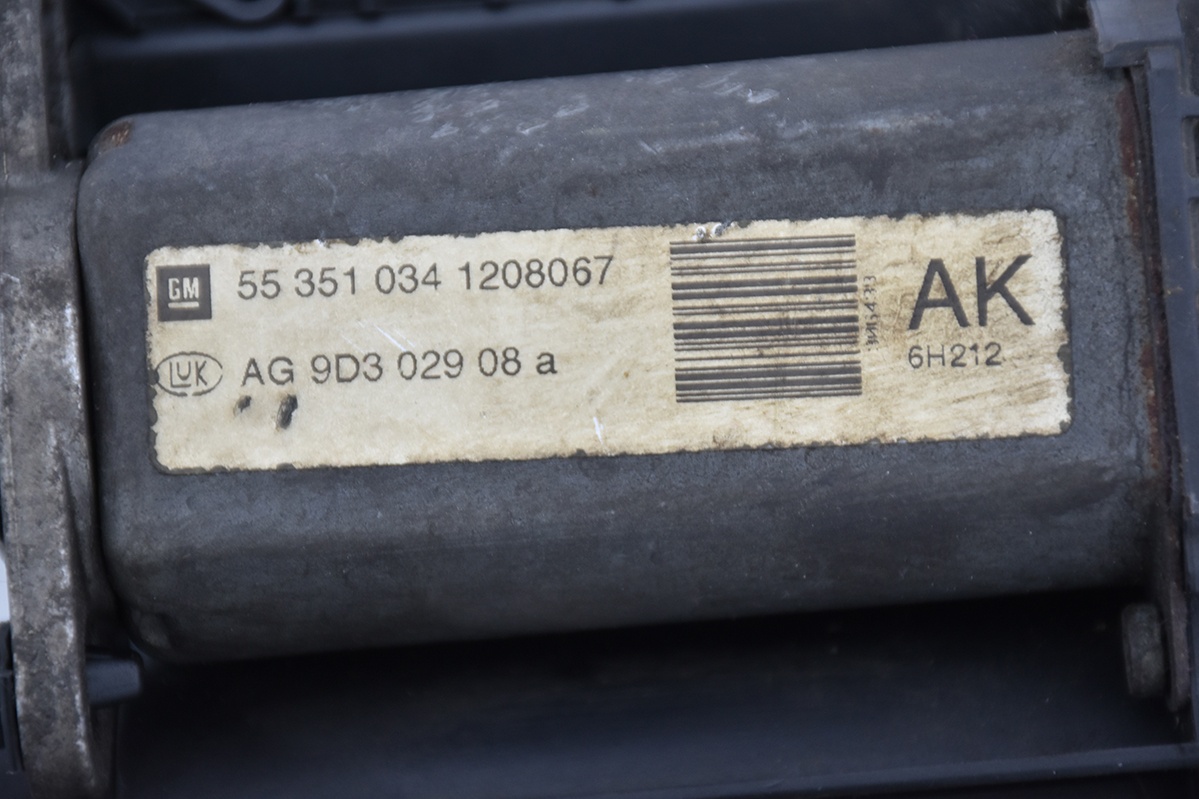 GM 55 351 034 1208067
LUK AG 9D3 029 08 a
AK
6H212